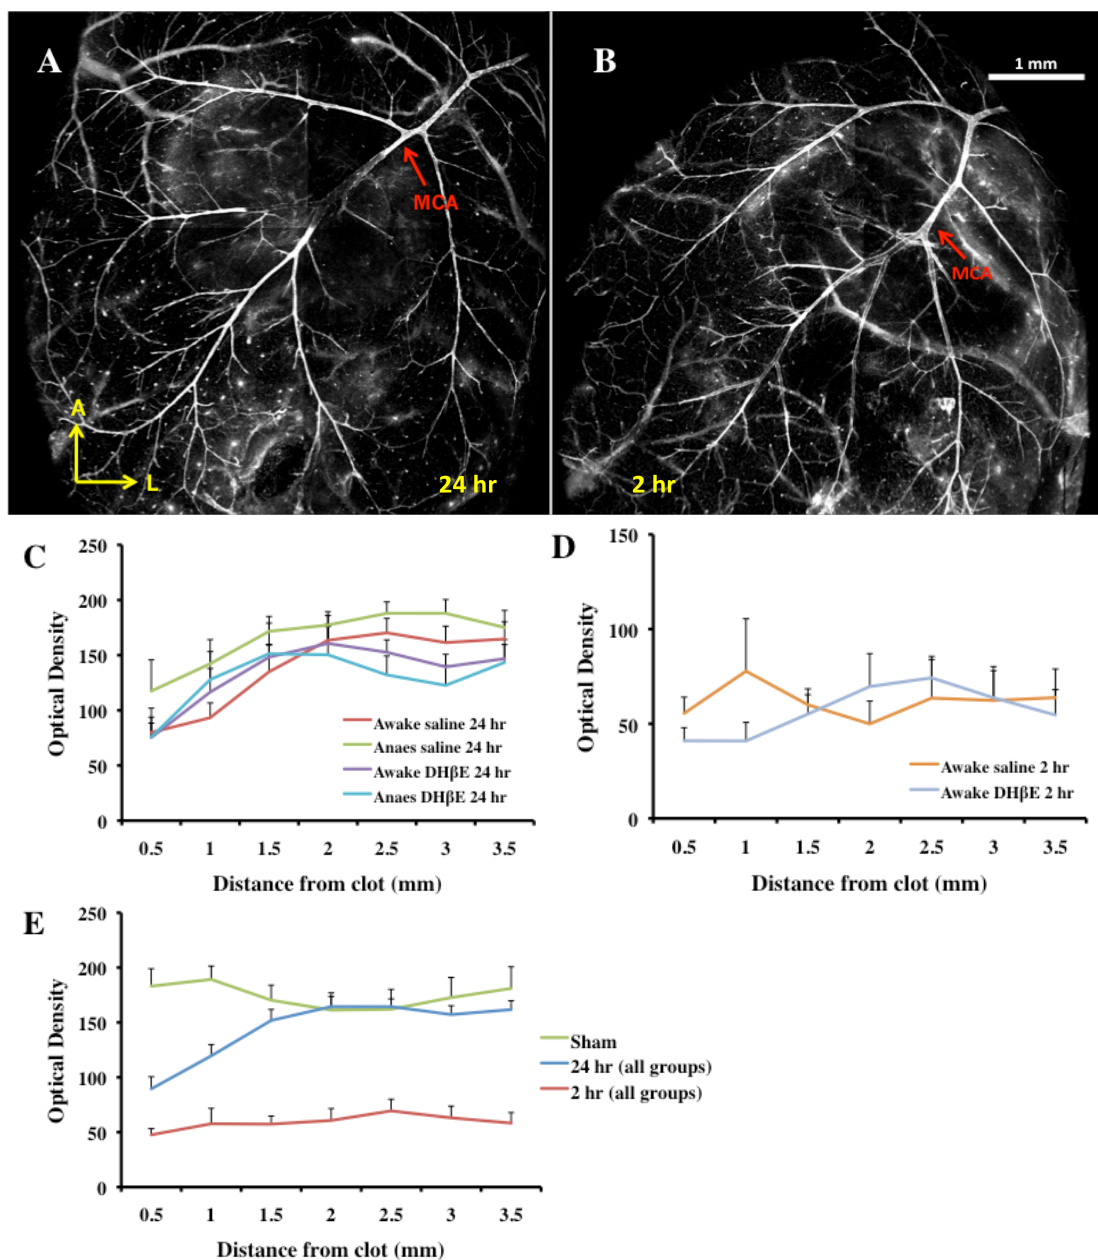 A
MCA
A
L
24 hr
B
1 mm
MCA
2 hr
C
250
200
150
100
50
0
Optical Density
Awake saline 24 hr
Anaes saline 24 hr
Awake DHβE 24 hr
Anaes DHβE 24 hr
0.5 1 1.5 2 2.5 3 3.5
Distance from clot (mm)
D
150
100
50
0
Optical Density
Awake saline 2 hr
Awake DHβE 2 hr
0.5 1 1.5 2 2.5 3 3.5
Distance from clot (mm)
E
250
200
150
100
50
0
Optical Density
Sham
24 hr (all groups)
2 hr (all groups)
0.5 1 1.5 2 2.5 3 3.5
Distance from clot (mm)